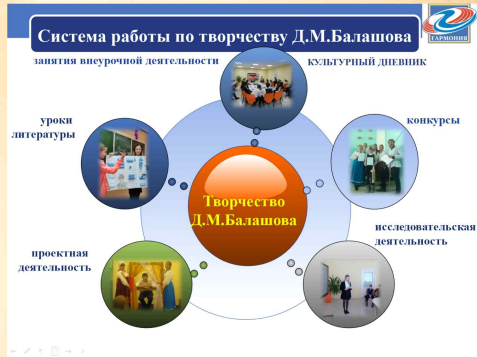 Система работы по творчеству Д.М.Балашова
ГАРМОНИЯ
занятия внеурочной деятельности
КУЛЬТУРНЫЙ ДНЕВНИК
уроки
литературы
конкурсы
Творчество
Д.М.Балашова
исследовательская
деятельность
проектная
деятельность